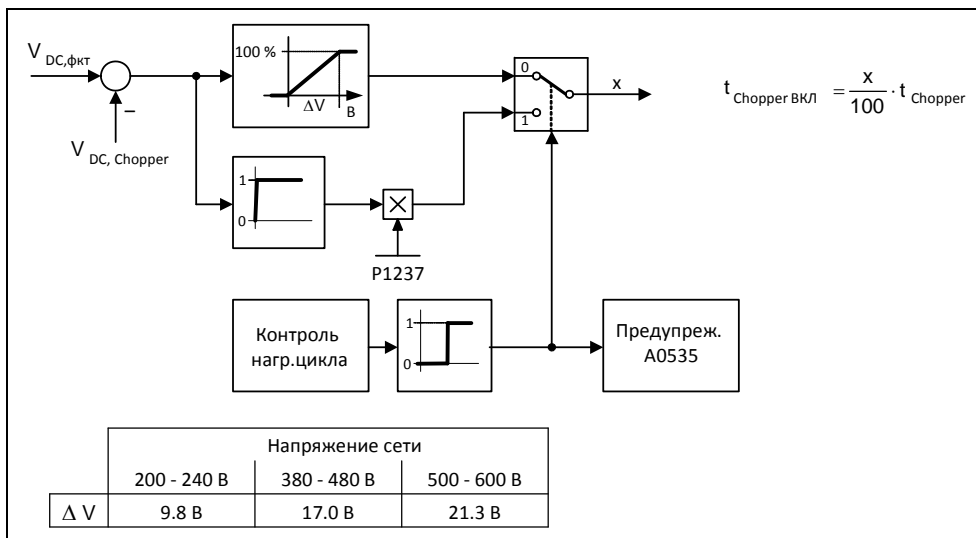 V DC,фкт
−
V DC, Chopper
100 %
ΔV
В
1
0
P1237
0
1
x
t Chopper ВКЛ = x/100 · t Chopper
Контроль
нагр.цикла
1
0
Предупреж.
A0535
Напряжение сети
200 - 240 В 380 - 480 В 500 - 600 В
Δ V 9.8 В 17.0 В 21.3 В